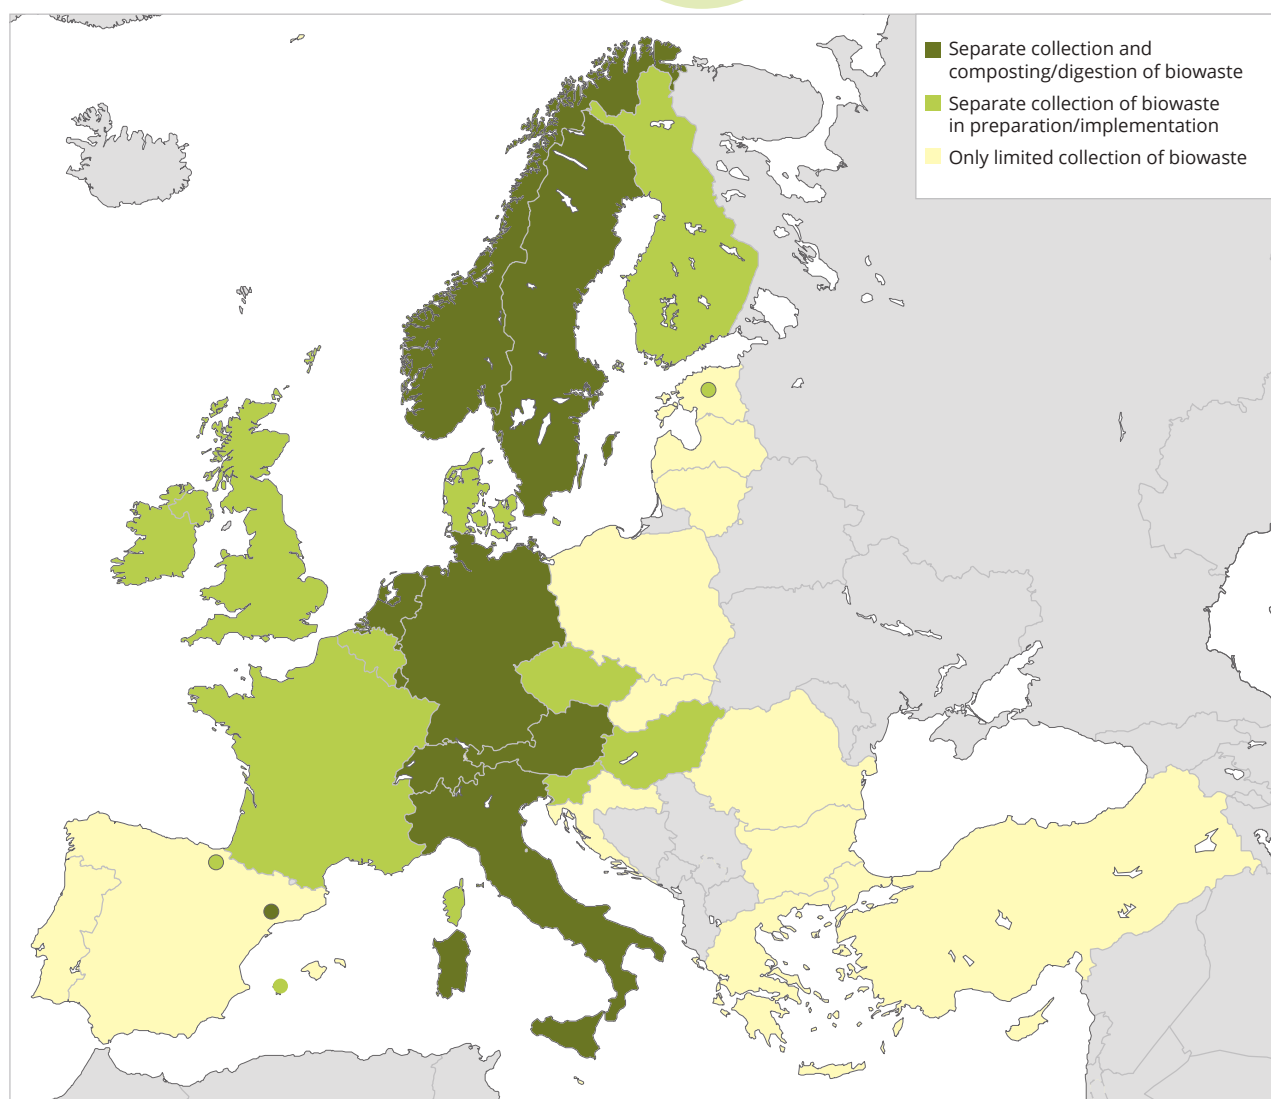 Separate collection and
composting/digestion of biowaste
Separate collection of biowaste
in preparation/implementation
Only limited collection of biowaste